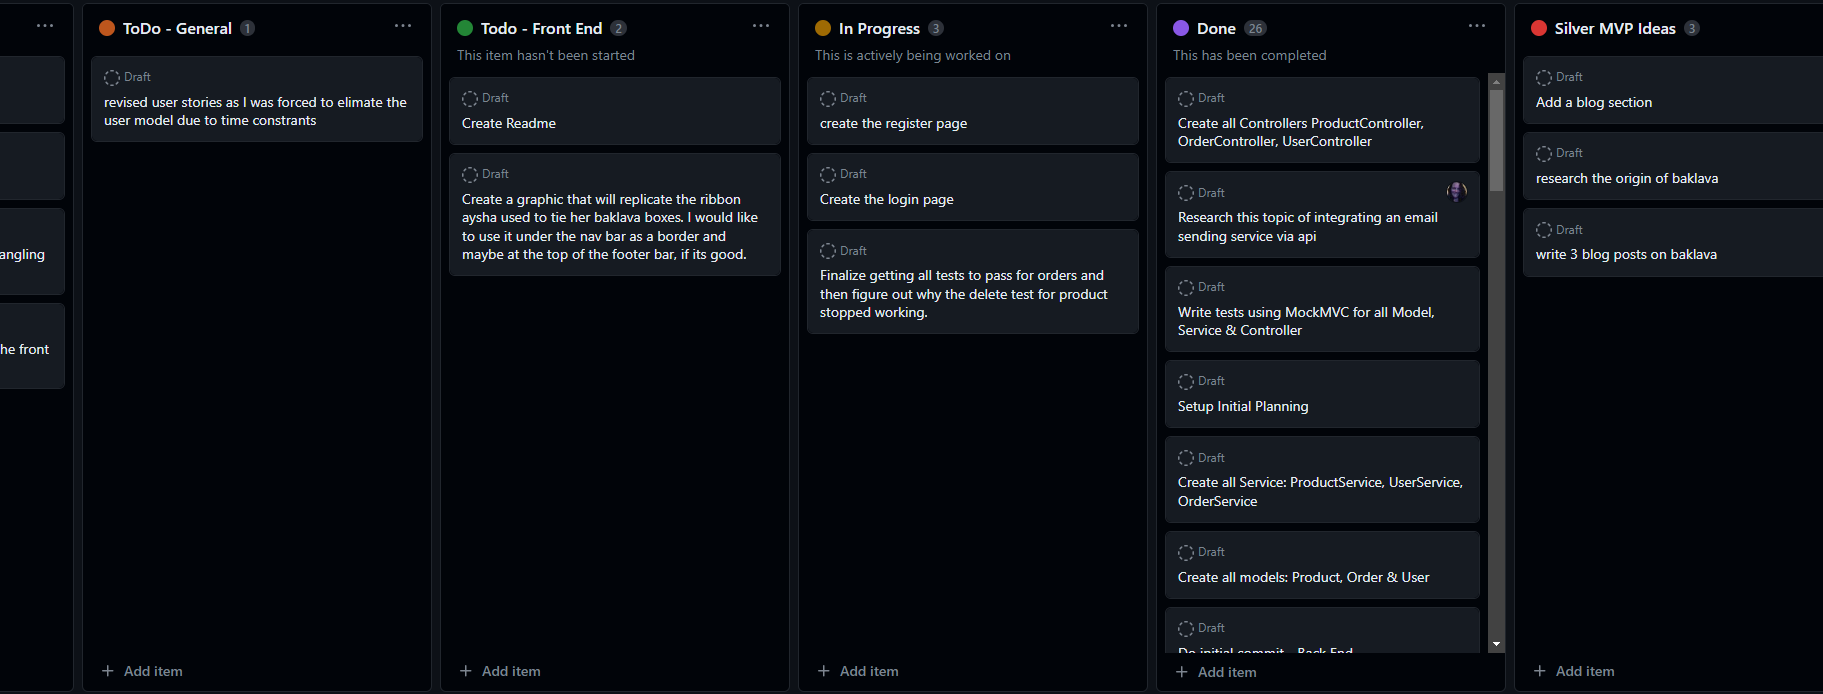 angling
he front
ToDo - General 1
Draft
revised user stories as I was forced to elimate the
user model due to time constrants
Add item
Todo - Front End 2
This item hasn't been started
Draft
Create Readme
Draft
Create a graphic that will replicate the ribbon
aysha used to tie her baklava boxes. I would like
to use it under the nav bar as a border and
maybe at the top of the footer bar, if its good.
Add item
In Progress 3
This is actively being worked on
Draft
create the register page
Draft
Create the login page
Draft
Finalize getting all tests to pass for orders and
then figure out why the delete test for product
stopped working.
Add item
Done 26
This has been completed
Draft
Create all Controllers ProductController,
OrderController, UserController
Draft
Research this topic of integrating an email
sending service via api
Draft
Write tests using MockMVC for all Model,
Service & Controller
Draft
Setup Initial Planning
Draft
Create all Service: ProductService, UserService,
OrderService
Draft
Create all models: Product, Order & User
Draft
Do initial commit - Back End
Add item
Silver MVP Ideas 3
Draft
Add a blog section
Draft
research the origin of baklava
Draft
write 3 blog posts on baklava
Add item